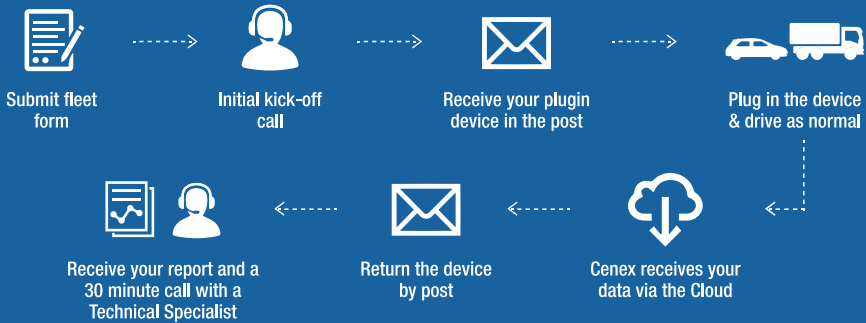 Submit fleet
form
Initial kick-off
call
Receive your plugin
device in the post
Plug in the device
& drive as normal
Cenex receives your
data via the Cloud
Return the device
by post
Receive your report and a
30 minute call with a
Technical Specialist